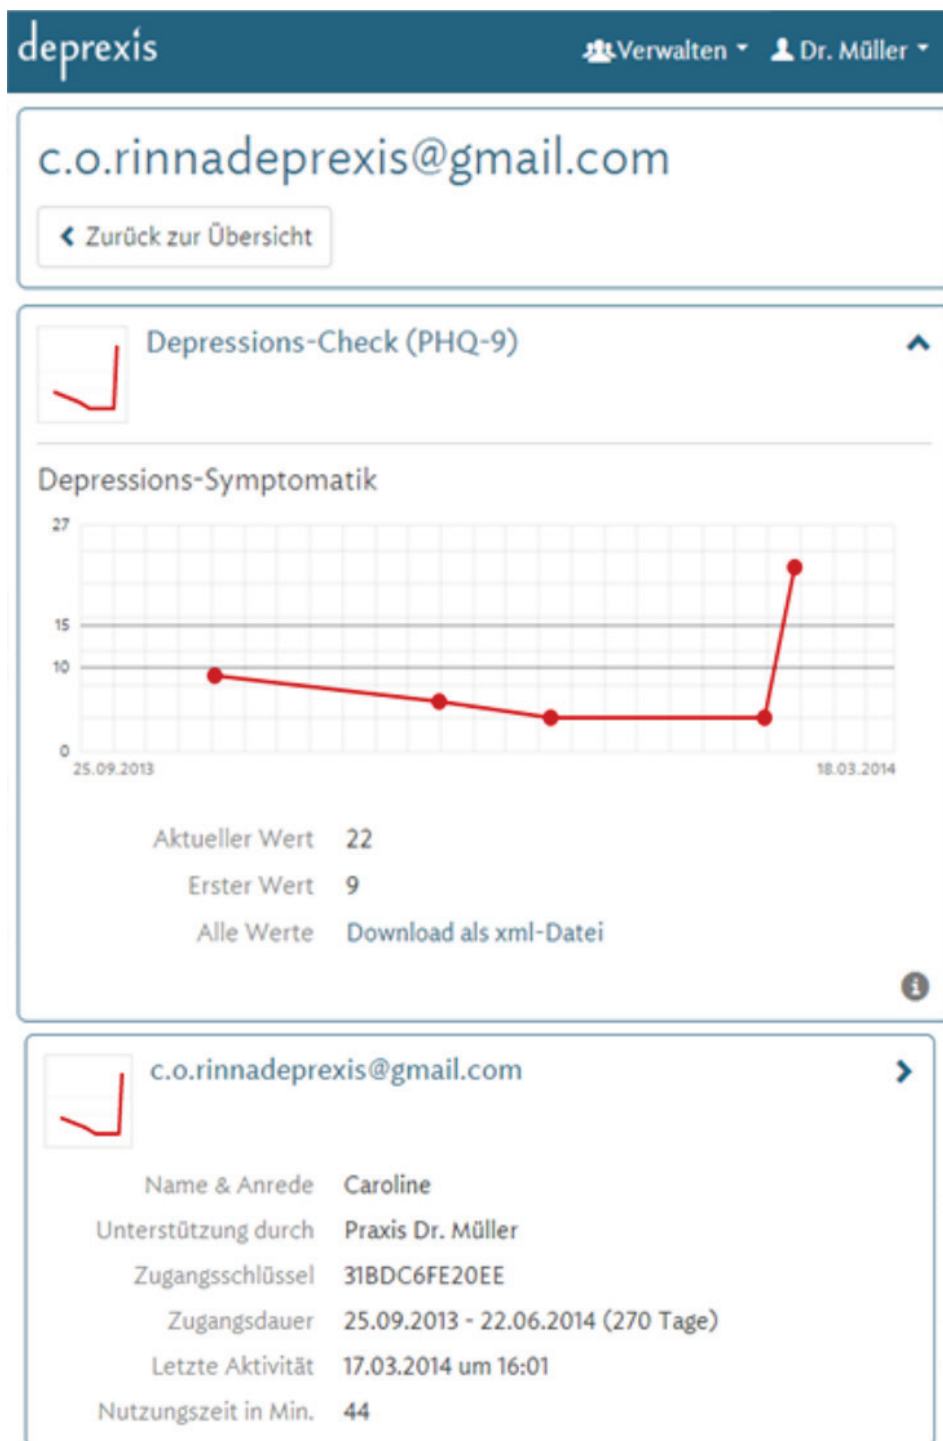 deprexis
Verwalten Dr. Müller
c.o.rinnadeprexis@gmail.com
Zurück zur Übersicht
Depressions-Check (PHQ-9)
Depressions-Symptomatik
27
15
10
0
25.09.2013 18.03.2014
Aktueller Wert 22
Erster Wert 9
Alle Werte Download als xml-Datei
c.o.rinnadeprexis@gmail.com
Name & Anrede Caroline
Unterstützung durch Praxis Dr. Müller
Zugangsschlüssel 31BDC6FE20EE
Zugangsdauer 25.09.2013 - 22.06.2014 (270 Tage)
Letzte Aktivität 17.03.2014 um 16:01
Nutzungszeit in Min. 44